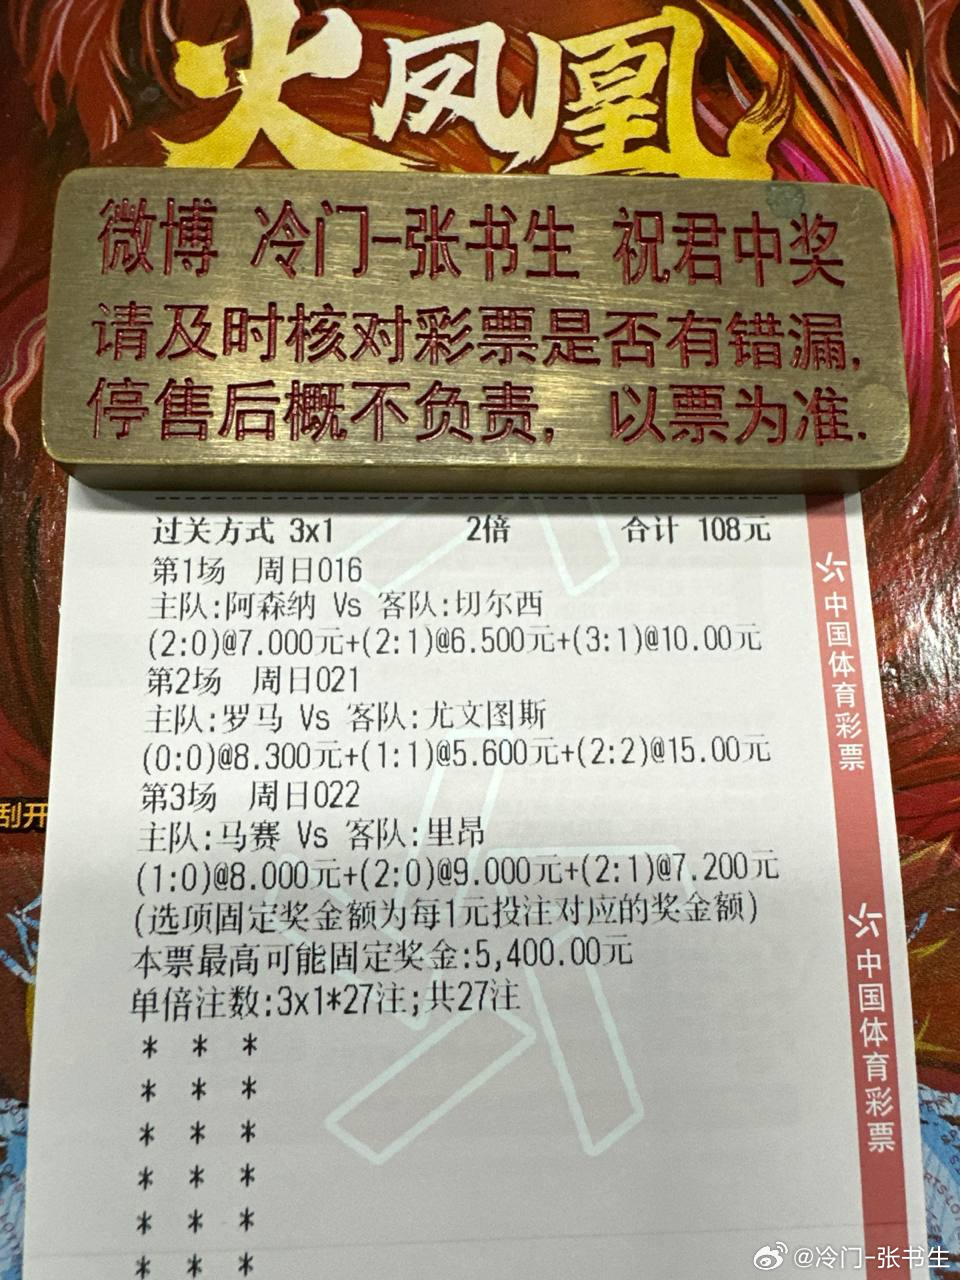 火凤凰
微博 冷门-张书生 祝君中奖
请及时核对彩票是否有错漏.
停售后概不负责, 以票为准.
过关方式 3x1 2倍 合计 108元
第1场 周日016
主队:阿森纳 Vs 客队:切尔西
(2:0)@7.000元+(2:1)@6.500元+(3:1)@10.00元
第2场 周日021
主队:罗马 Vs 客队:尤文图斯
(0:0)@8.300元+(1:1)@5.600元+(2:2)@15.00元
第3场 周日022
主队:马赛 Vs 客队:里昂
(1:0)@8.000元+(2:0)@9.000元+(2:1)@7.200元
(选项固定奖金额为每1元投注对应的奖金额)
本票最高可能固定奖金:5,400.00元
单倍注数:3x1*27注;共27注
* * *
* * *
* * *
* * *
* * *
* * *
中国体育彩票
中国体育彩票
刮开
@冷门-张书生